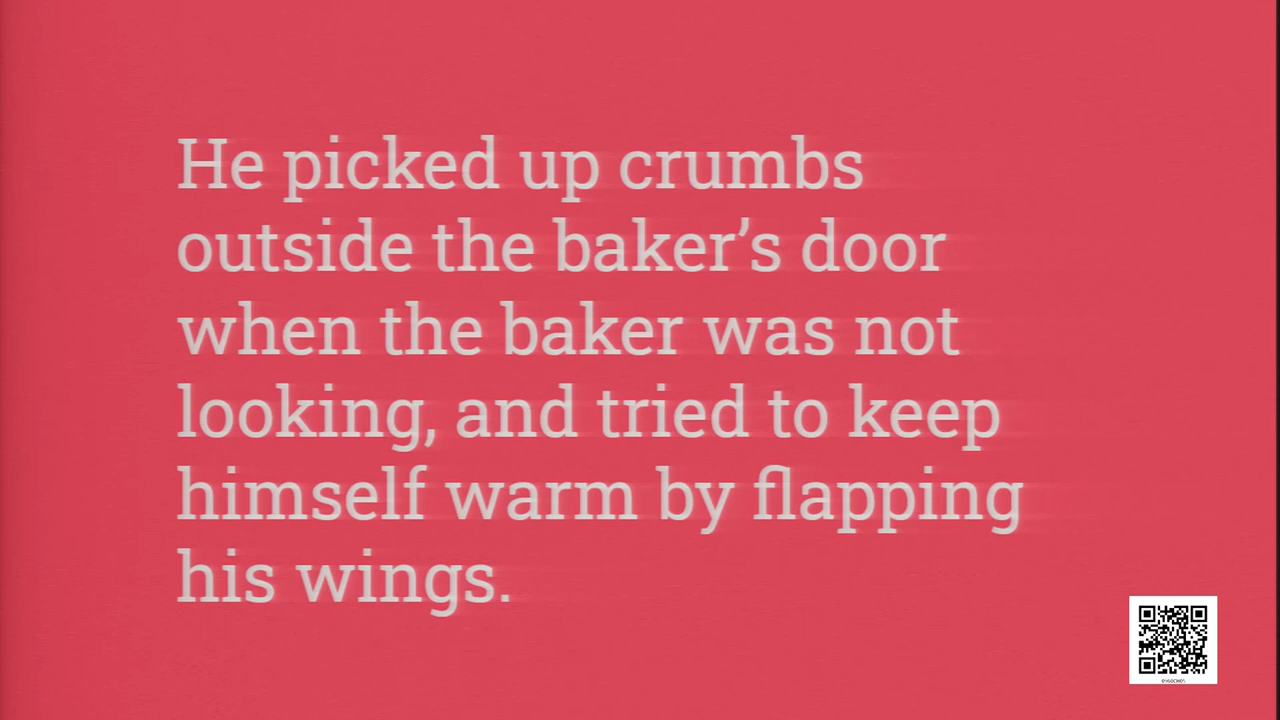 He picked up crumbs
outside the baker’s door
when the baker was not
looking, and tried to keep
himself warm by flapping
his wings.